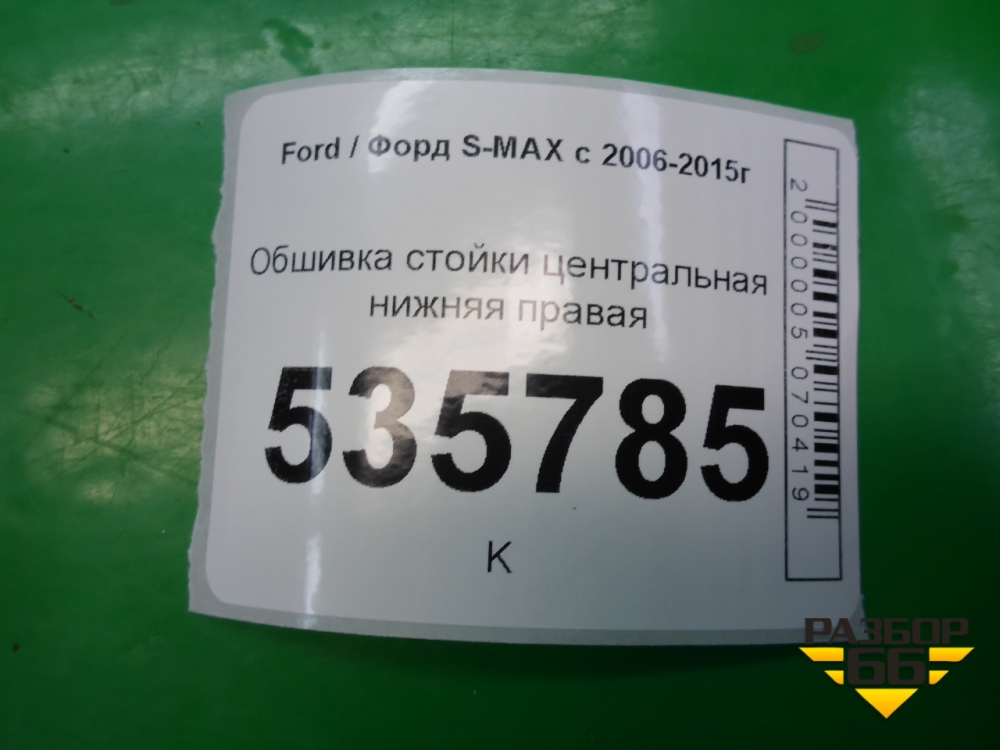 Ford / Форд S-MAX с 2006-2015г
Обшивка стойки центральная
нижняя правая
535785
К
2000005070419
РАЗБОР
66